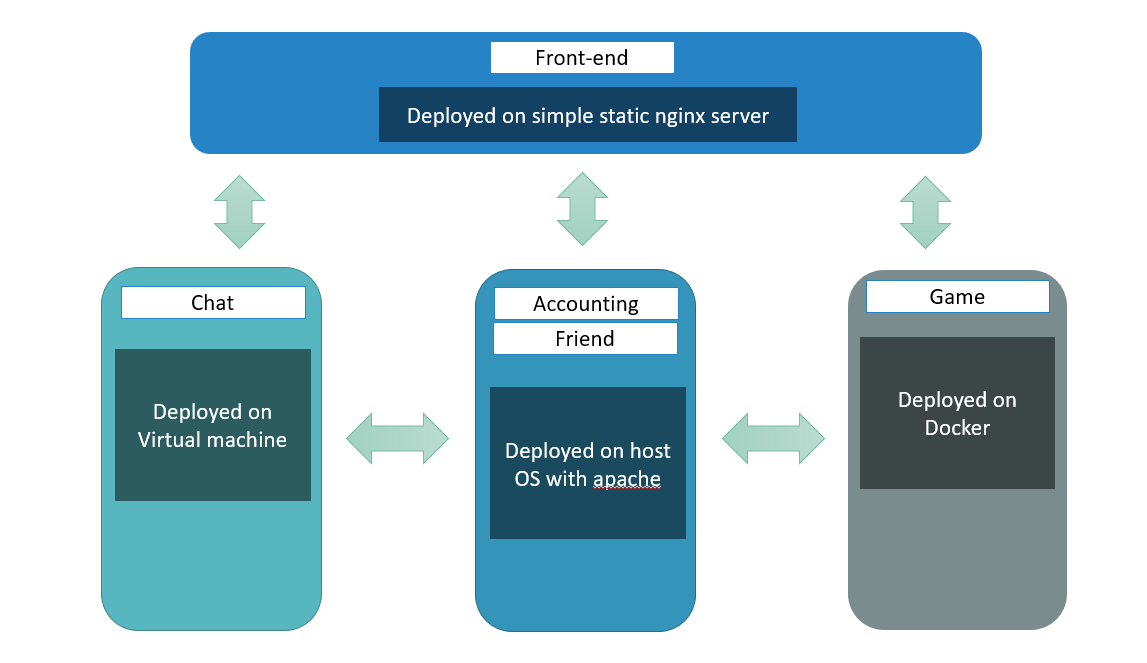 Front-end
Deployed on simple static nginx server
Chat
Deployed on
Virtual machine
Accounting
Friend
Deployed on host
OS with apache
Game
Deployed on
Docker